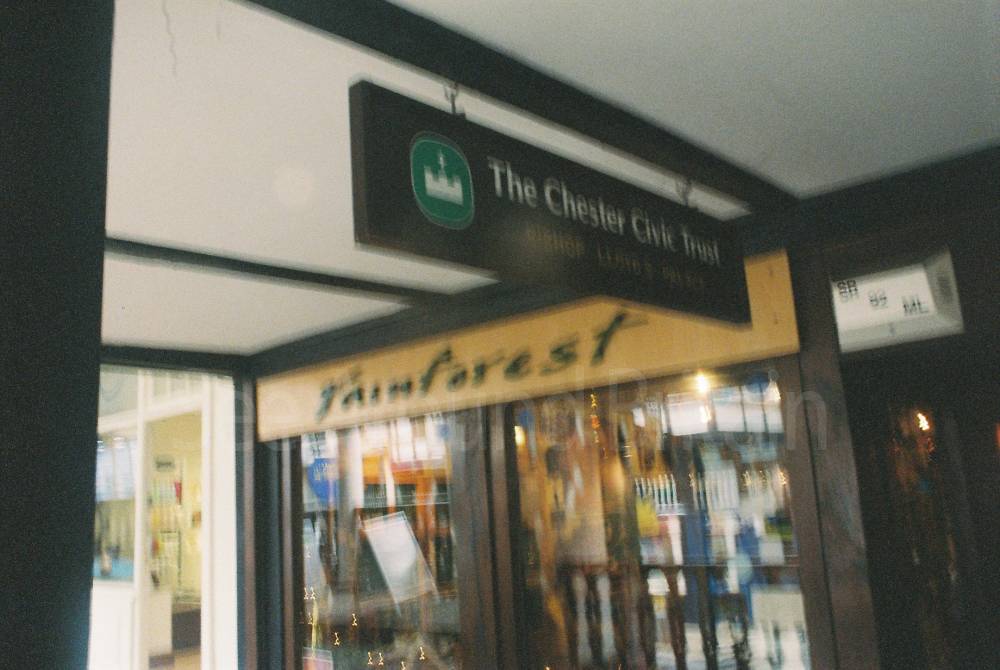 The Chester Civic Trust
BISHOP LLOYD'S PALACE
rainforest